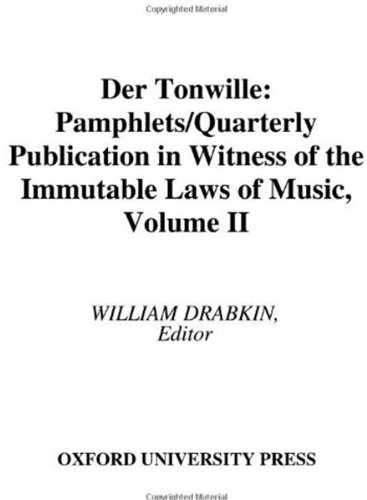 Copyrighted Material
Der Tonwille:
Pamphlets/Quarterly
Publication in Witness of the
Immutable Laws of Music,
Volume II
WILLIAM DRABKIN,
Editor
OXFORD UNIVERSITY PRESS
Copyrighted Material